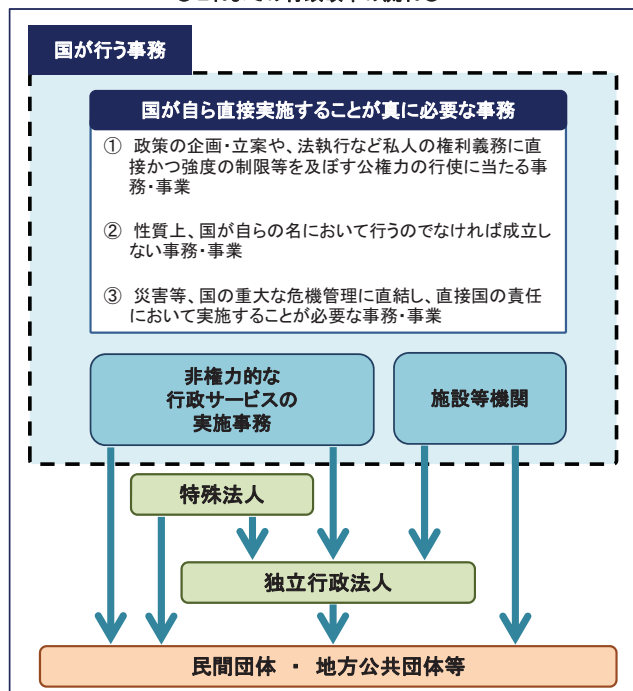 国が行う事務
国が自ら直接実施することが真に必要な事務
① 政策の企画・立案や、法執行など私人の権利義務に直
接かつ強度の制限等を及ぼす公権力の行使に当たる事
務・事業
② 性質上、国が自らの名において行うのでなければ成立し
ない事務・事業
③ 災害等、国の重大な危機管理に直結し、直接国の責任
において実施することが必要な事務・事業
非権力的な
行政サービスの
実施事務
施設等機関
特殊法人
独立行政法人
民間団体 ・ 地方公共団体等